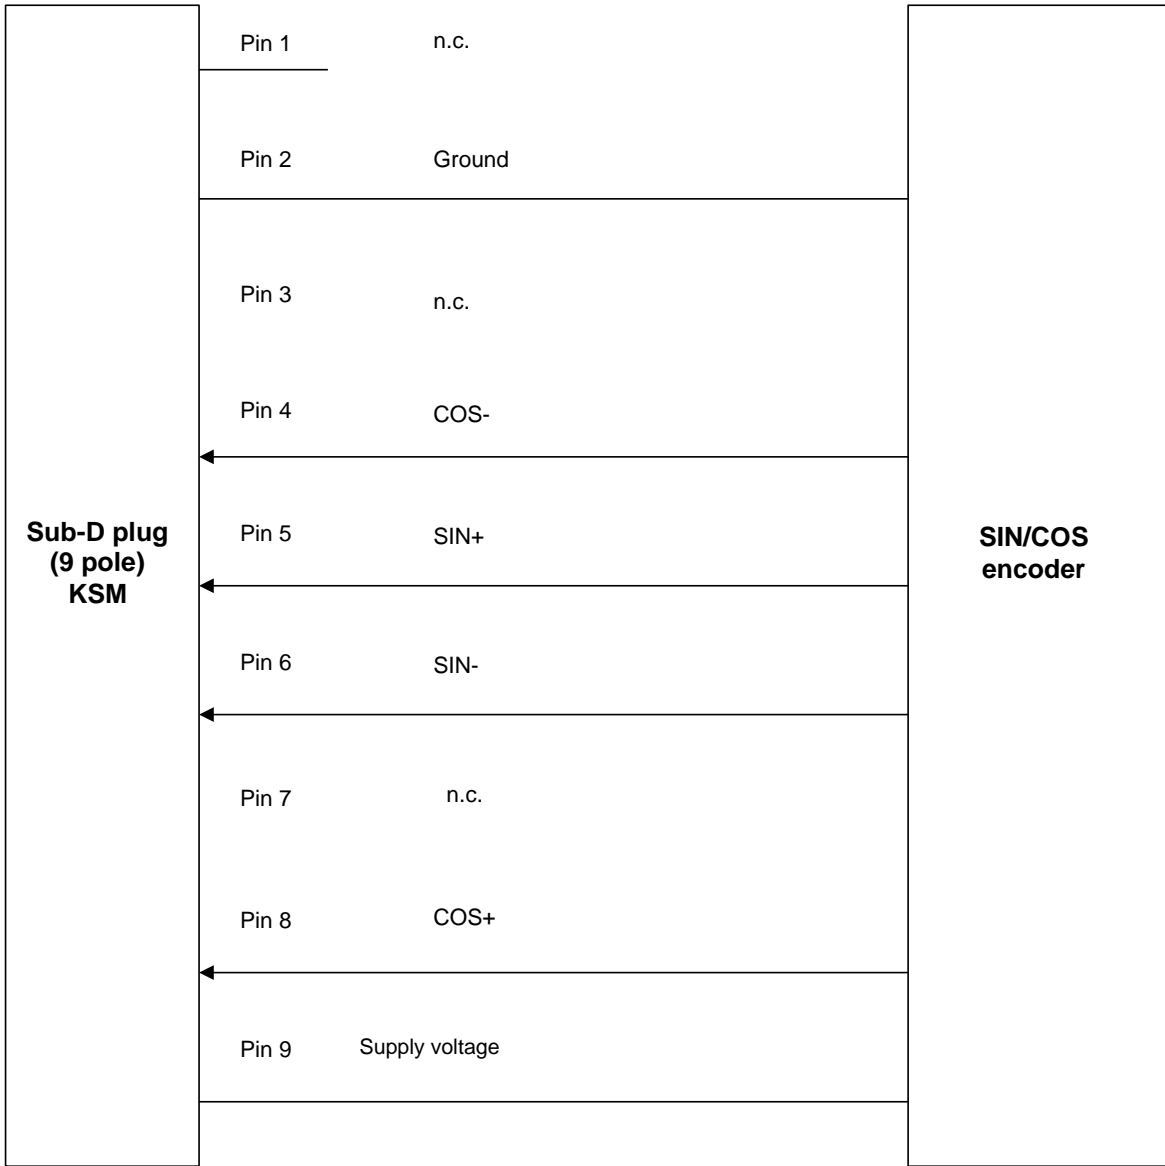 Pin 1 n.c.
Pin 2 Ground
Pin 3 n.c.
Pin 4 COS-
Sub-D plug
(9 pole)
KSM
Pin 5 SIN+
SIN/COS
encoder
Pin 6 SIN-
Pin 7 n.c.
Pin 8 COS+
Pin 9 Supply voltage